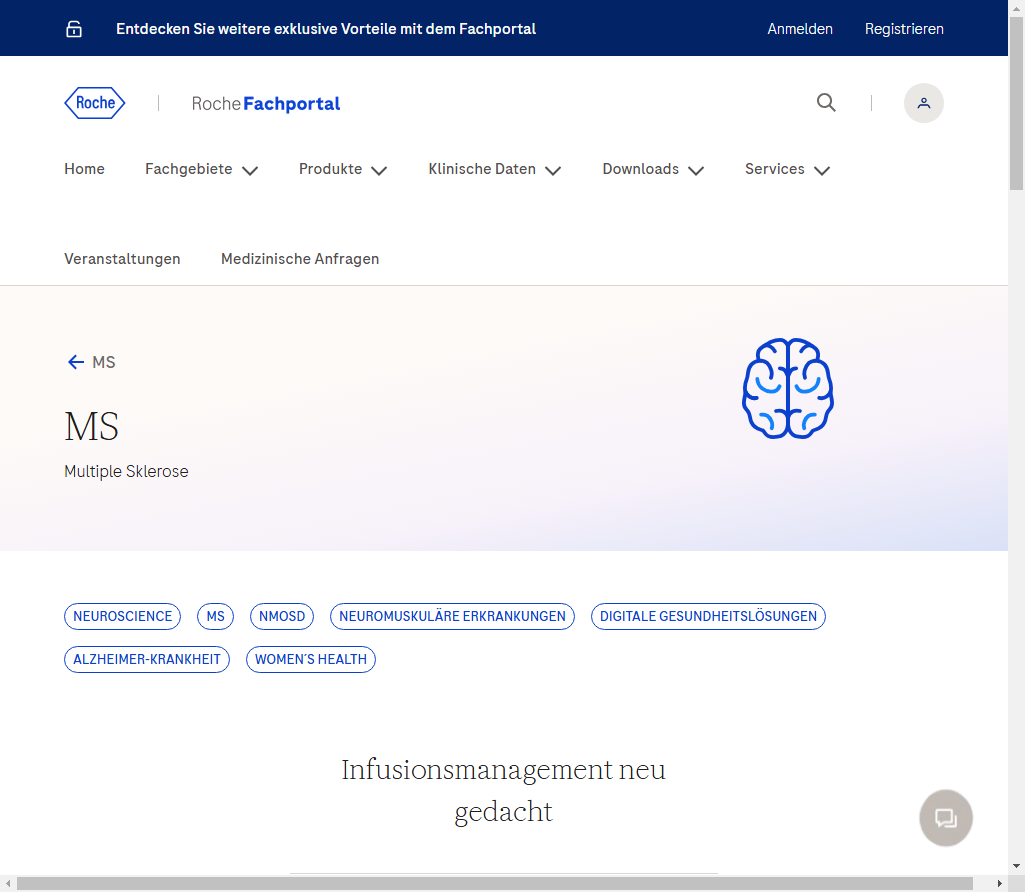 Entdecken Sie weitere exklusive Vorteile mit dem Fachportal
Anmelden
Registrieren
Roche
Roche Fachportal
Home
Fachgebiete
Produkte
Klinische Daten
Downloads
Services
Veranstaltungen
Medizinische Anfragen
MS
MS
Multiple Sklerose
NEUROSCIENCE
MS
NMOSD
NEUROMUSKULÄRE ERKRANKUNGEN
DIGITALE GESUNDHEITSLÖSUNGEN
ALZHEIMER-KRANKHEIT
WOMEN´S HEALTH
Infusionsmanagement neu
gedacht